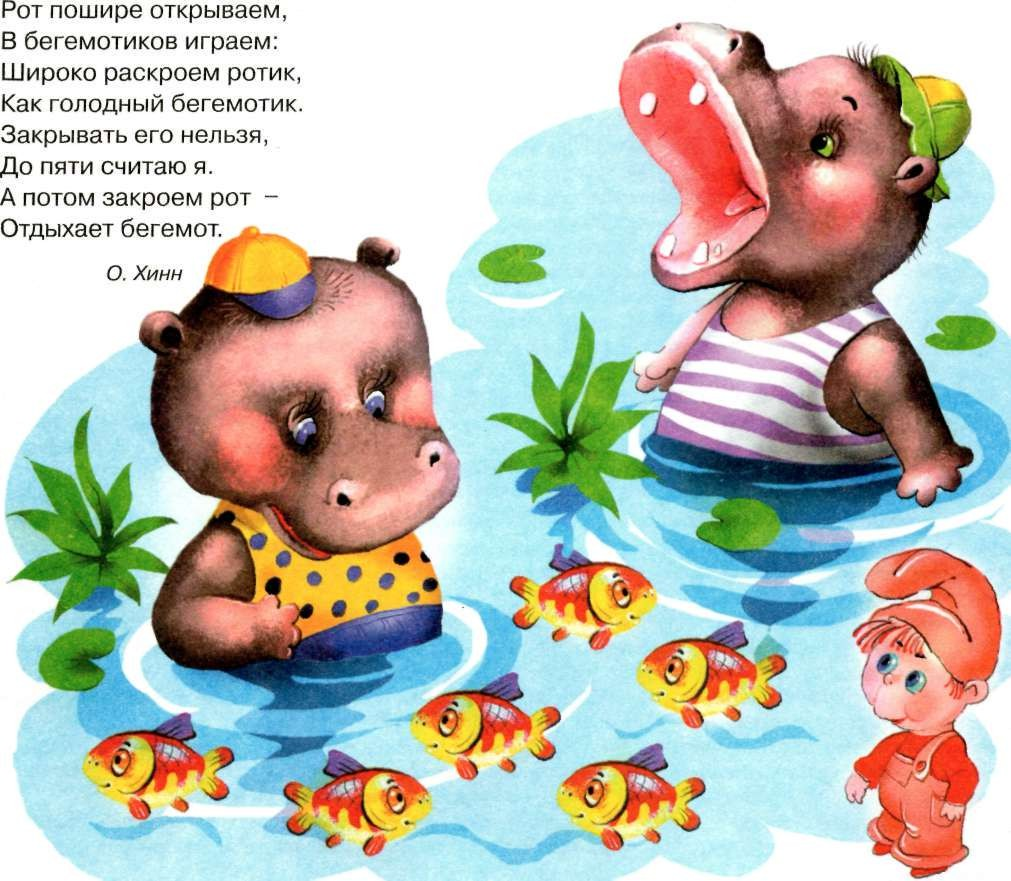 Рот пошире открываем,
В бегемотиков играем:
Широко раскроем ротик,
Как голодный бегемотик.
Закрывать его нельзя,
До пяти считаю я.
А потом закроем рот –
Отдыхает бегемот.
О. Хинн